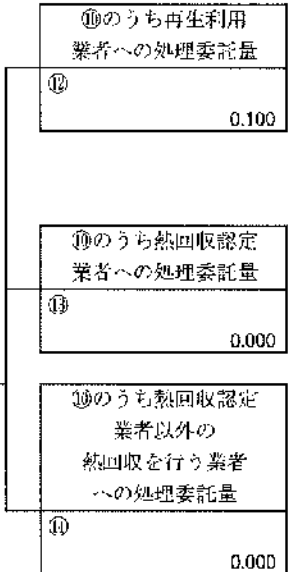 ⑩のうち再生利用
業者への処理委託量
⑫
0.100
⑩のうち熱回収認定
業者への処理委託量
⑬
0.000
⑩のうち熱回収認定
業者以外の
熱回収を行う業者
への処理委託量
⑭
0.000